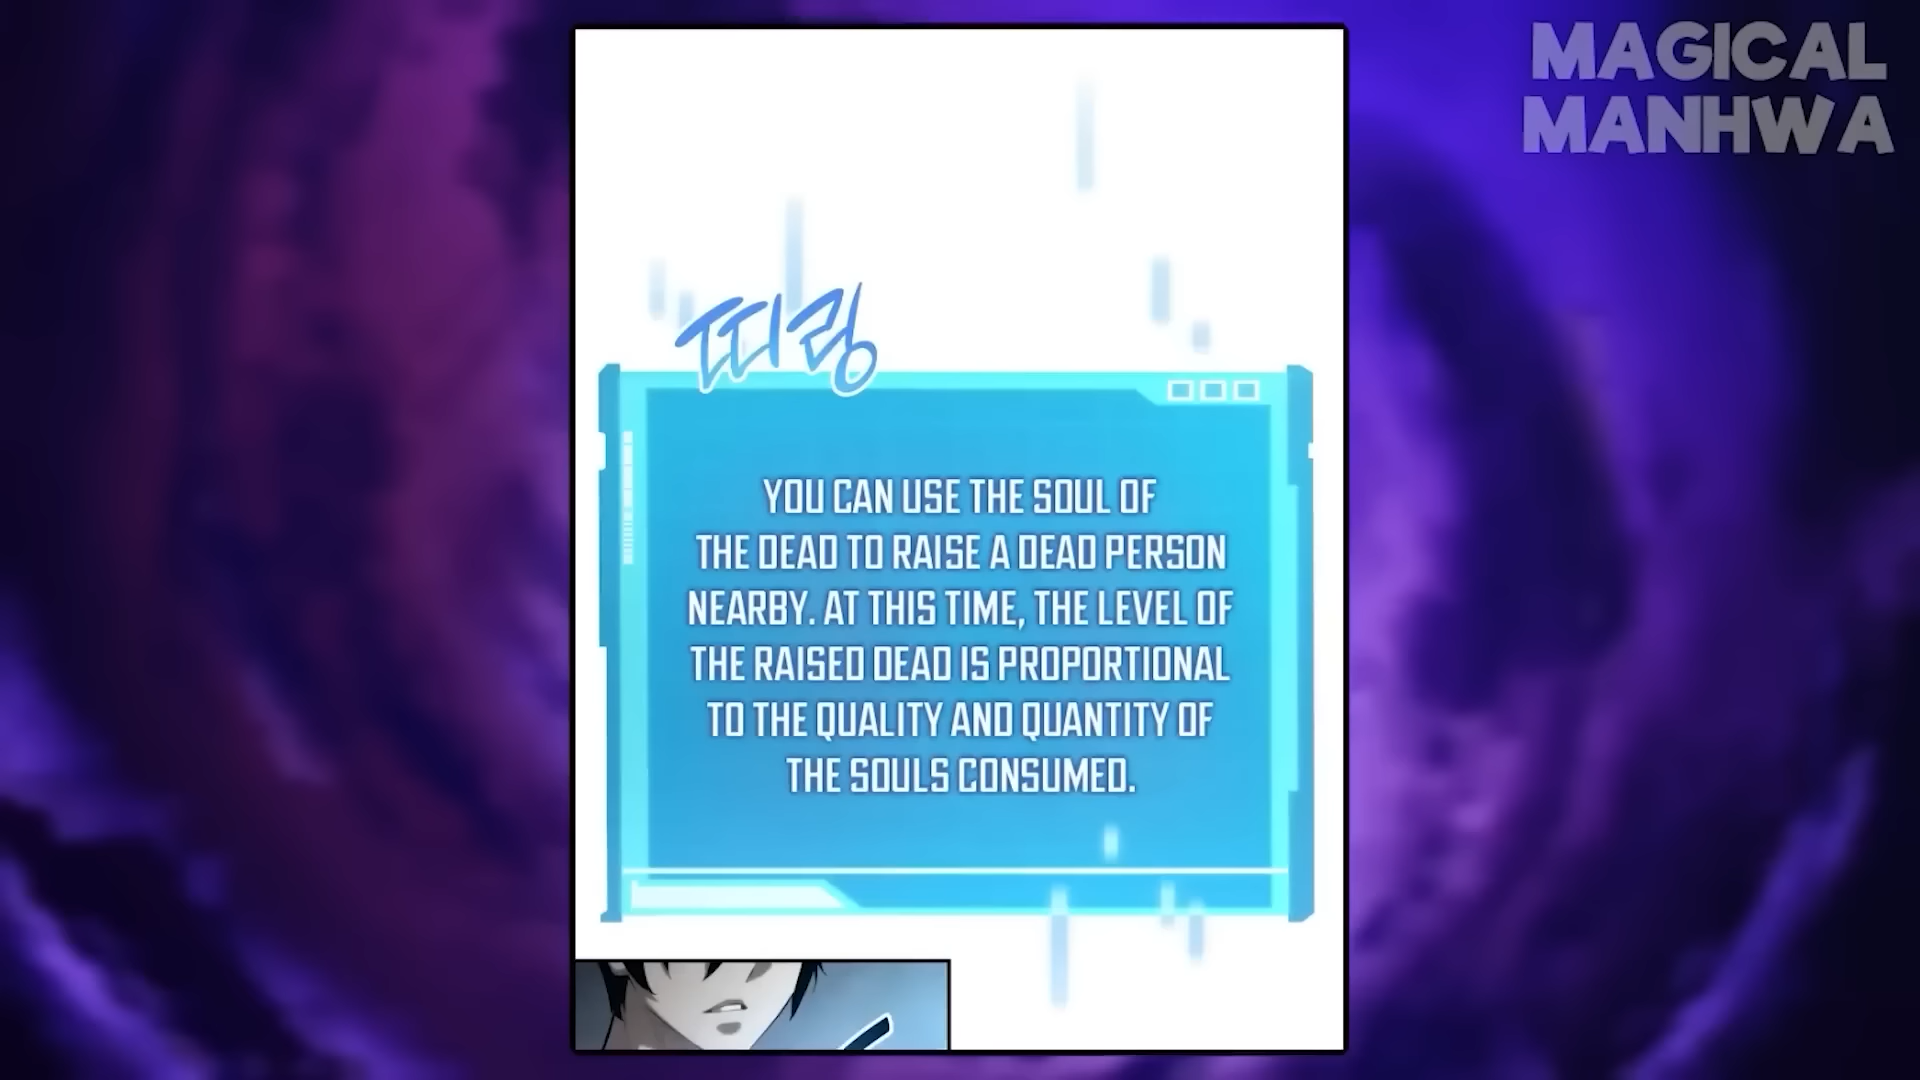 MAGICAL
MANHWA
띠링
YOU CAN USE THE SOUL OF
THE DEAD TO RAISE A DEAD PERSON
NEARBY. AT THIS TIME, THE LEVEL OF
THE RAISED DEAD IS PROPORTIONAL
TO THE QUALITY AND QUANTITY OF
THE SOULS CONSUMED.